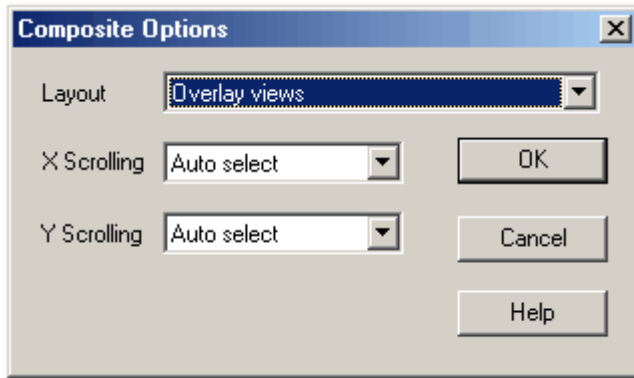 Composite Options
Layout Overlay views
X Scrolling Auto select OK
Y Scrolling Auto select Cancel
Help